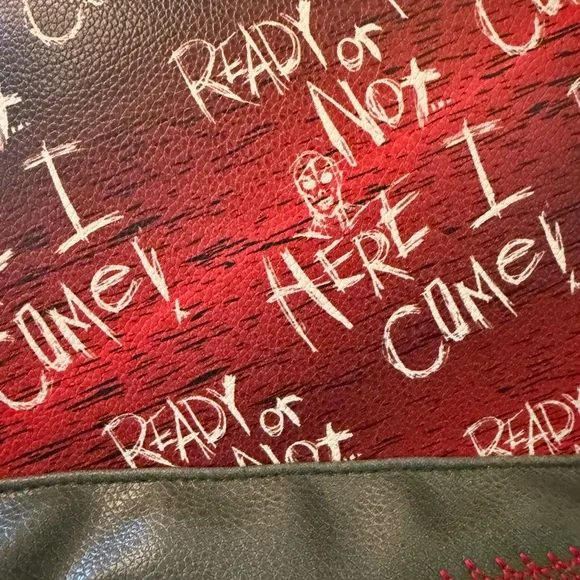 READY
or
NOT...
HERE I
COME!
I
COME!
READY or
NOT...
READY